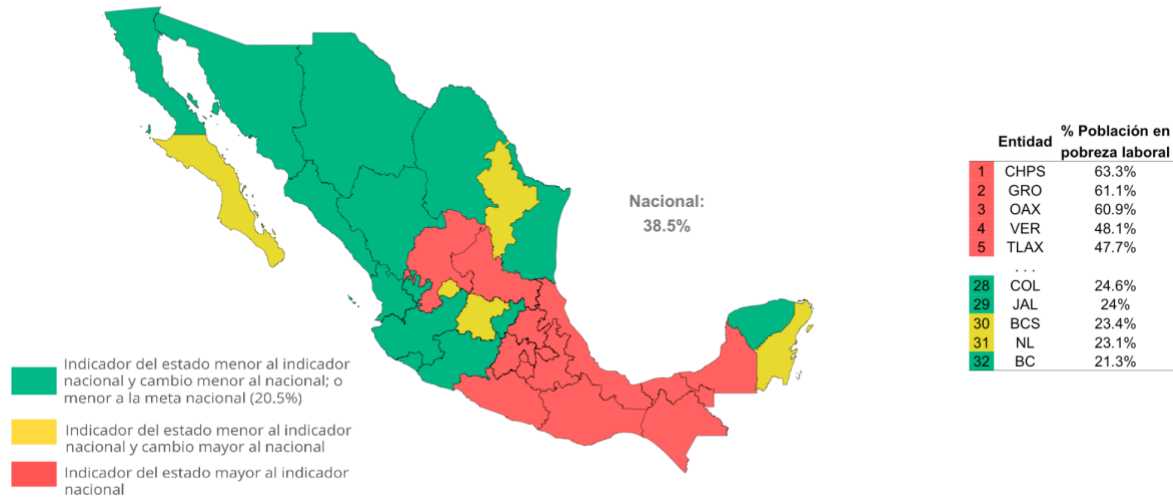 Nacional:
38.5%
Indicador del estado menor al indicador
nacional y cambio menor al nacional; o
menor a la meta nacional (20.5%)
Indicador del estado menor al indicador
nacional y cambio mayor al nacional
Indicador del estado mayor al indicador
nacional
Entidad % Población en
pobreza laboral
1 CHPS 63.3%
2 GRO 61.1%
3 OAX 60.9%
4 VER 48.1%
5 TLAX 47.7%
. . .
28 COL 24.6%
29 JAL 24%
30 BCS 23.4%
31 NL 23.1%
32 BC 21.3%